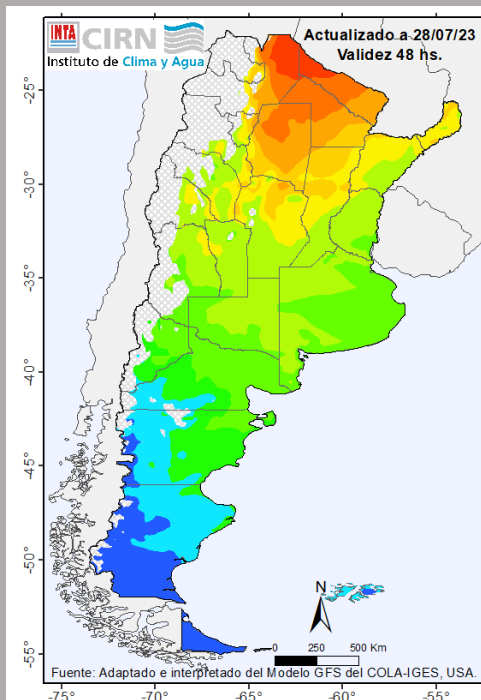 INTA CIRN
Instituto de Clima y Agua
Actualizado a 28/07/23
Validez 48 hs.
-25°
-30°
-35°
-40°
-45°
-50°
-55°
N
0 250 500 Km
Fuente: Adaptado e interpretado del Modelo GFS del COLA-IGES, USA.
-75° -70° -65° -60° -55°